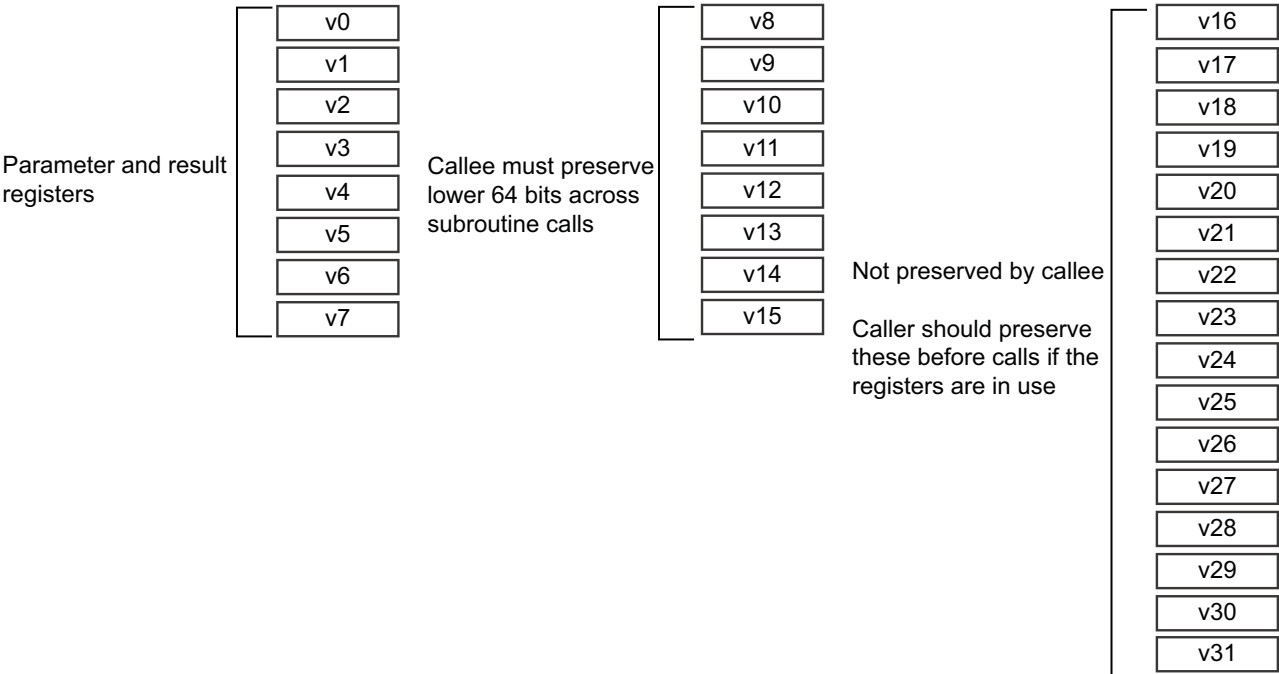 Parameter and result
registers
v0
v1
v2
v3
v4
v5
v6
v7
Callee must preserve
lower 64 bits across
subroutine calls
v8
v9
v10
v11
v12
v13
v14
v15
Not preserved by callee
Caller should preserve
these before calls if the
registers are in use
v16
v17
v18
v19
v20
v21
v22
v23
v24
v25
v26
v27
v28
v29
v30
v31